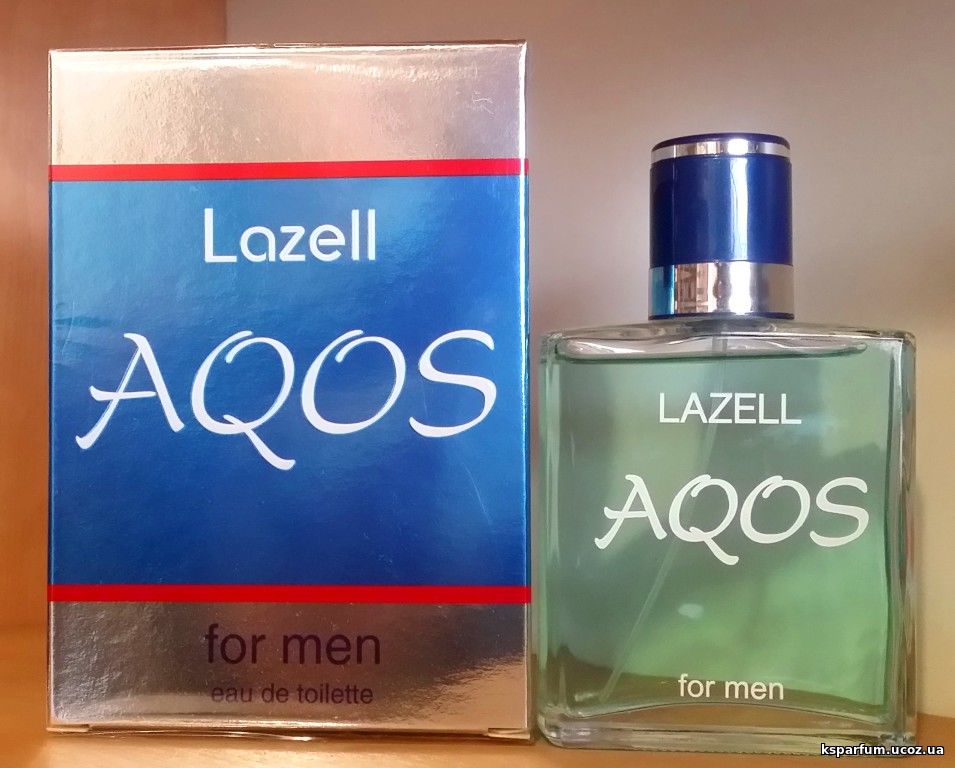 Lazell
AQOS
for men
eau de toilette
LAZELL
AQOS
for men
ksparfum.ucoz.ua